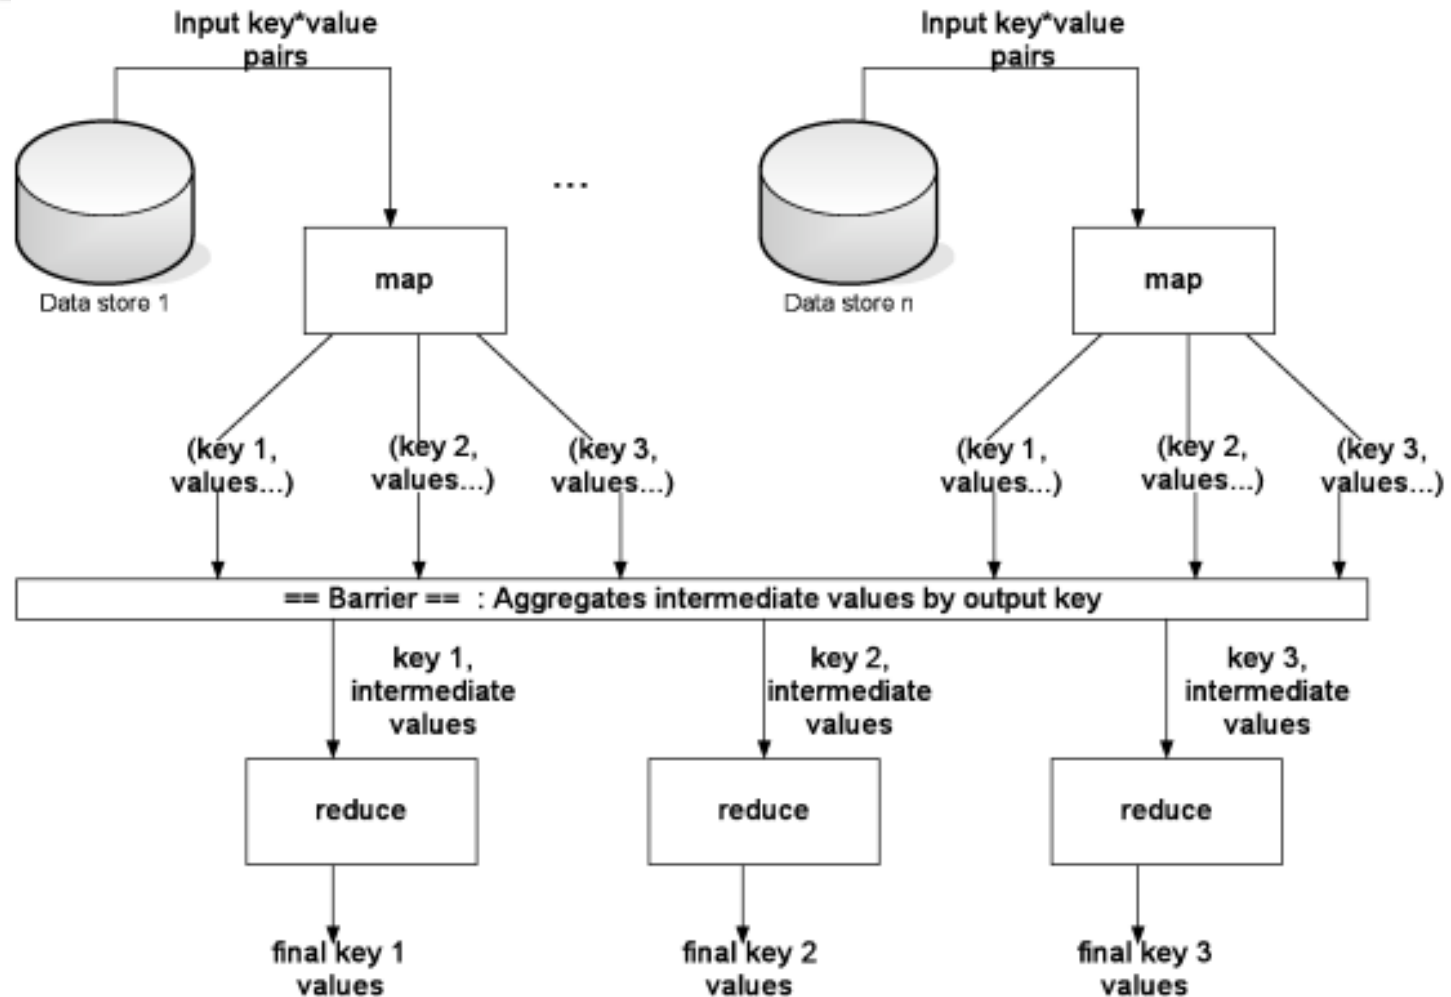 Input key*value
pairs
Input key*value
pairs
...
Data store 1
map
Data store n
map
(key 1,
values...)
(key 2,
values...)
(key 3,
values...)
(key 1,
values...)
(key 2,
values...)
(key 3,
values...)
== Barrier == : Aggregates intermediate values by output key
key 1,
intermediate
values
key 2,
intermediate
values
key 3,
intermediate
values
reduce
reduce
reduce
final key 1
values
final key 2
values
final key 3
values